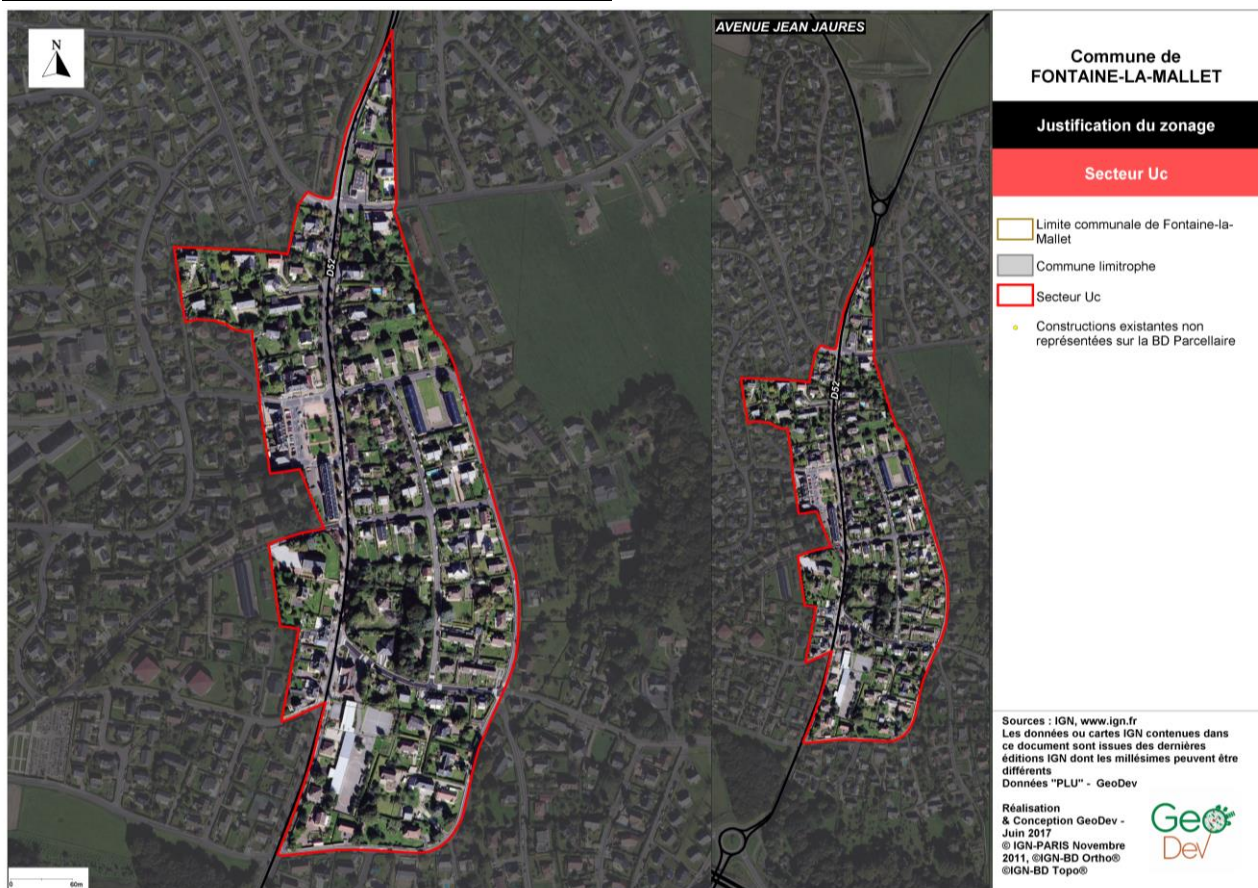 N
D52
0
60m
AVENUE JEAN JAURES
D52
Commune de
FONTAINE-LA-MALLET
Justification du zonage
Secteur Uc
Limite communale de Fontaine-la-
Mallet
Commune limitrophe
Secteur Uc
Constructions existantes non
représentées sur la BD Parcellaire
Sources : IGN, www.ign.fr
Les données ou cartes IGN contenues dans
ce document sont issues des dernières
éditions IGN dont les millésimes peuvent être
différents
Données "PLU" - GeoDev
Réalisation
& Conception GeoDev -
Juin 2017
© IGN-PARIS Novembre
2011, ©IGN-BD Ortho®
©IGN-BD Topo®
Geo
Dev